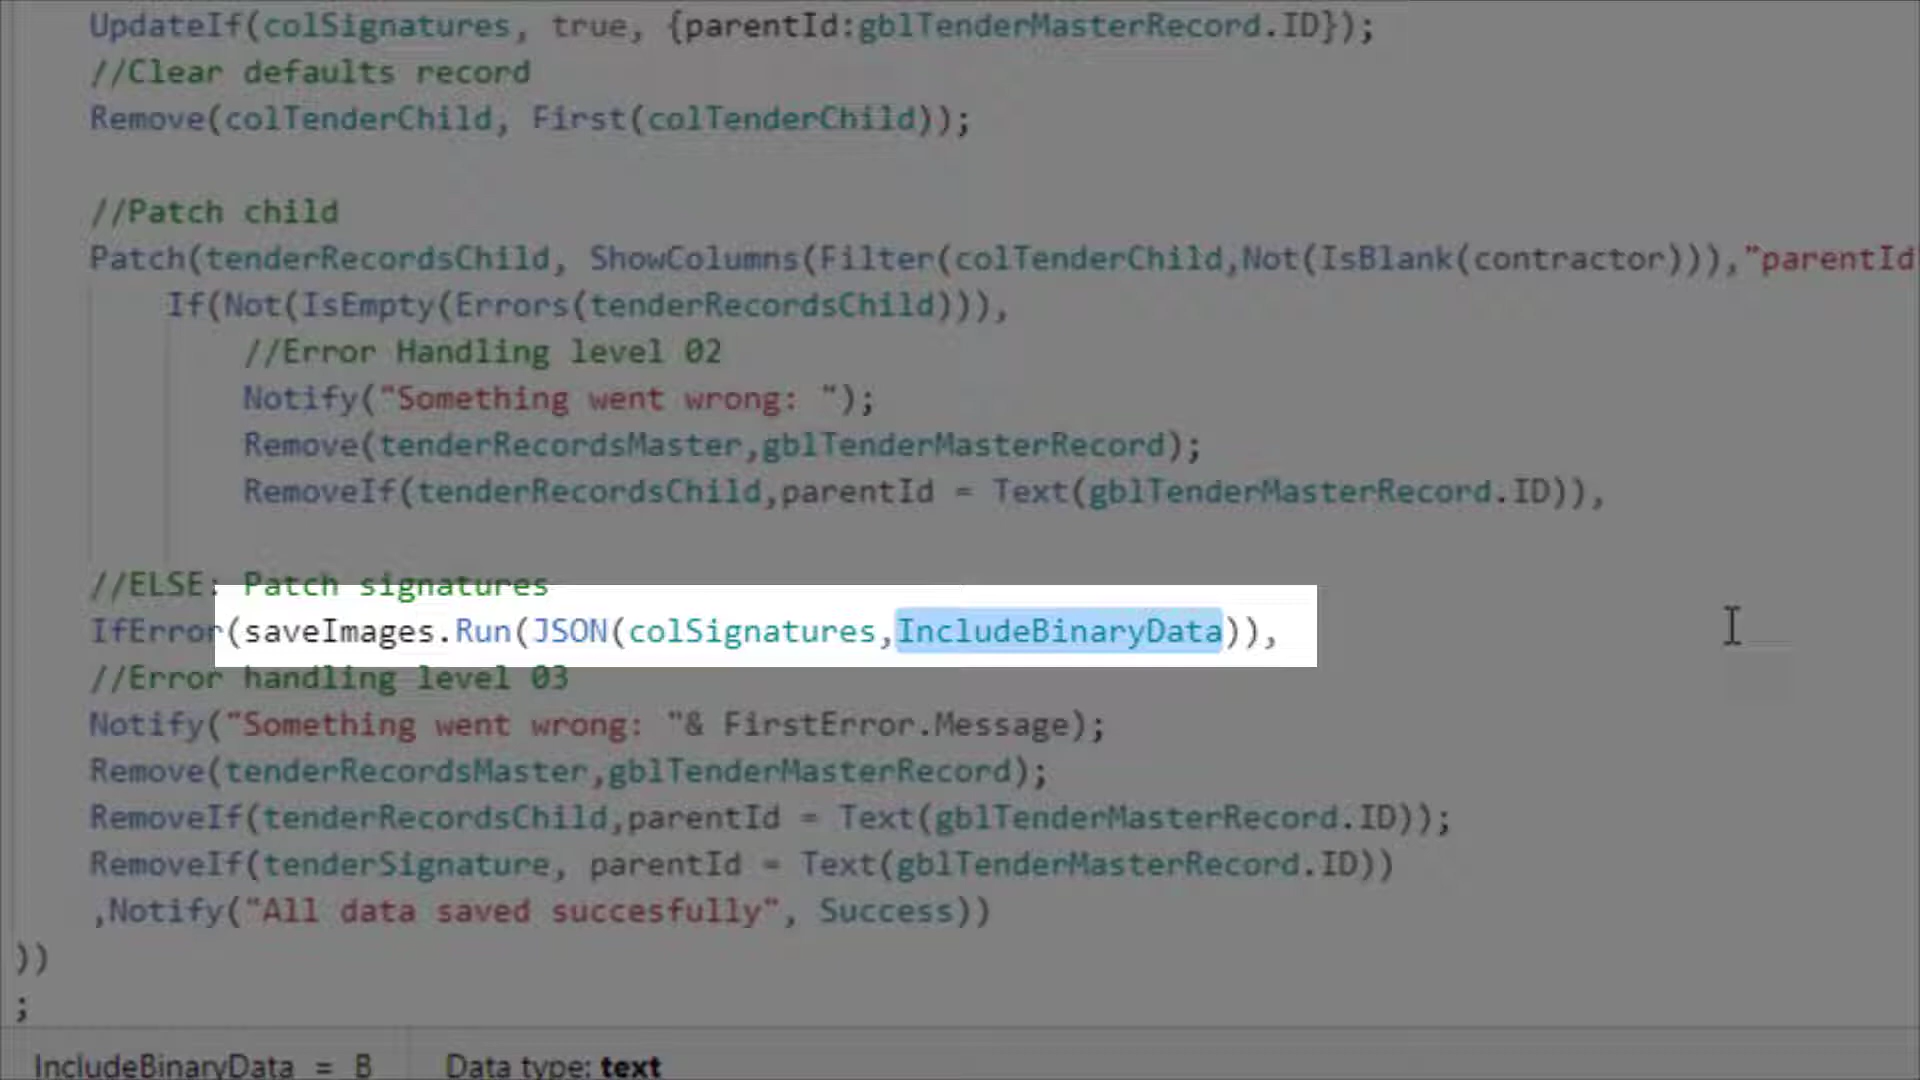 UpdateIf(colSignatures, true, {parentId:gblTenderMasterRecord.ID});
//Clear defaults record
Remove(colTenderChild, First(colTenderChild));
//Patch child
Patch(tenderRecordsChild, ShowColumns(Filter(colTenderChild,Not(IsBlank(contractor))),"parentId
If(Not(IsEmpty(Errors(tenderRecordsChild))),
//Error Handling level 02
Notify("Something went wrong: ");
Remove(tenderRecordsMaster,gblTenderMasterRecord);
RemoveIf(tenderRecordsChild,parentId = Text(gblTenderMasterRecord.ID)),
//ELSE: Patch signatures
IfError(saveImages.Run(JSON(colSignatures,IncludeBinaryData)),
//Error handling level 03
Notify("Something went wrong: "& FirstError.Message);
Remove(tenderRecordsMaster,gblTenderMasterRecord);
RemoveIf(tenderRecordsChild,parentId = Text(gblTenderMasterRecord.ID));
RemoveIf(tenderSignature, parentId = Text(gblTenderMasterRecord.ID))
,Notify("All data saved succesfully", Success))
))
;
IncludeBinaryData = B Data type: text